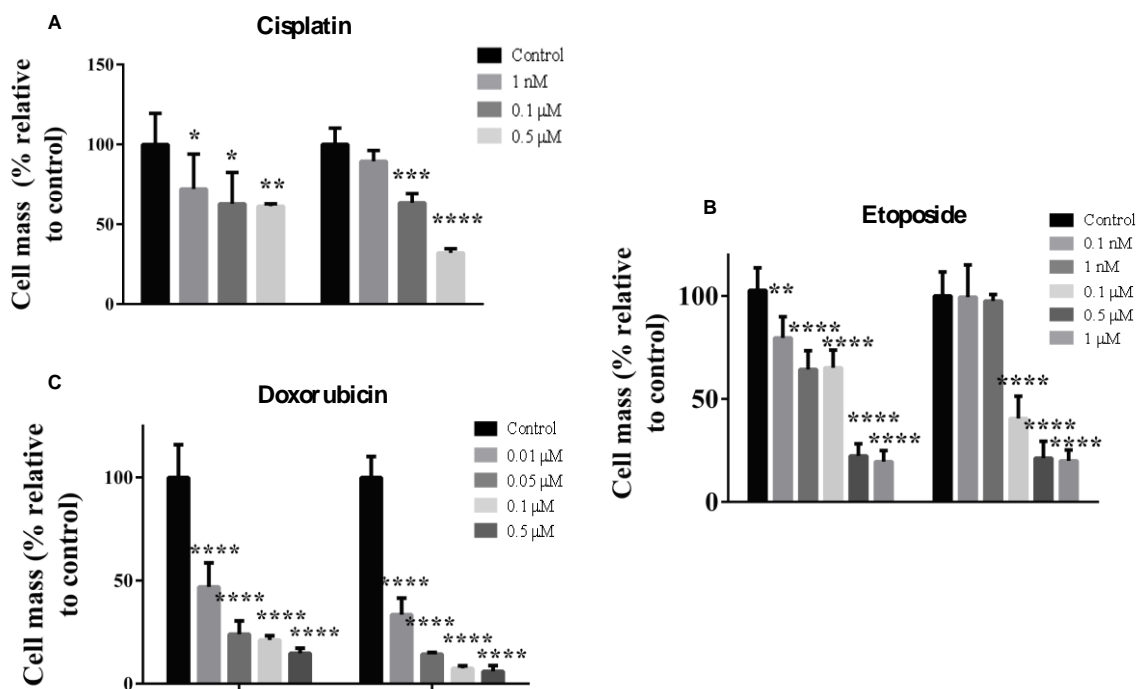 A
Cisplatin
Cell mass (% relative
to control)
150
100
50
0
*
*
**
***
****
Control
1 nM
0.1 μM
0.5 μM
B
Etoposide
Cell mass (% relative
to control)
100
50
0
**
****
****
****
****
****
****
****
Control
0.1 nM
1 nM
0.1 μM
0.5 μM
1 μM
C
Doxorubicin
Cell mass (% relative
to control)
100
50
0
****
****
****
****
****
****
****
****
Control
0.01 μM
0.05 μM
0.1 μM
0.5 μM